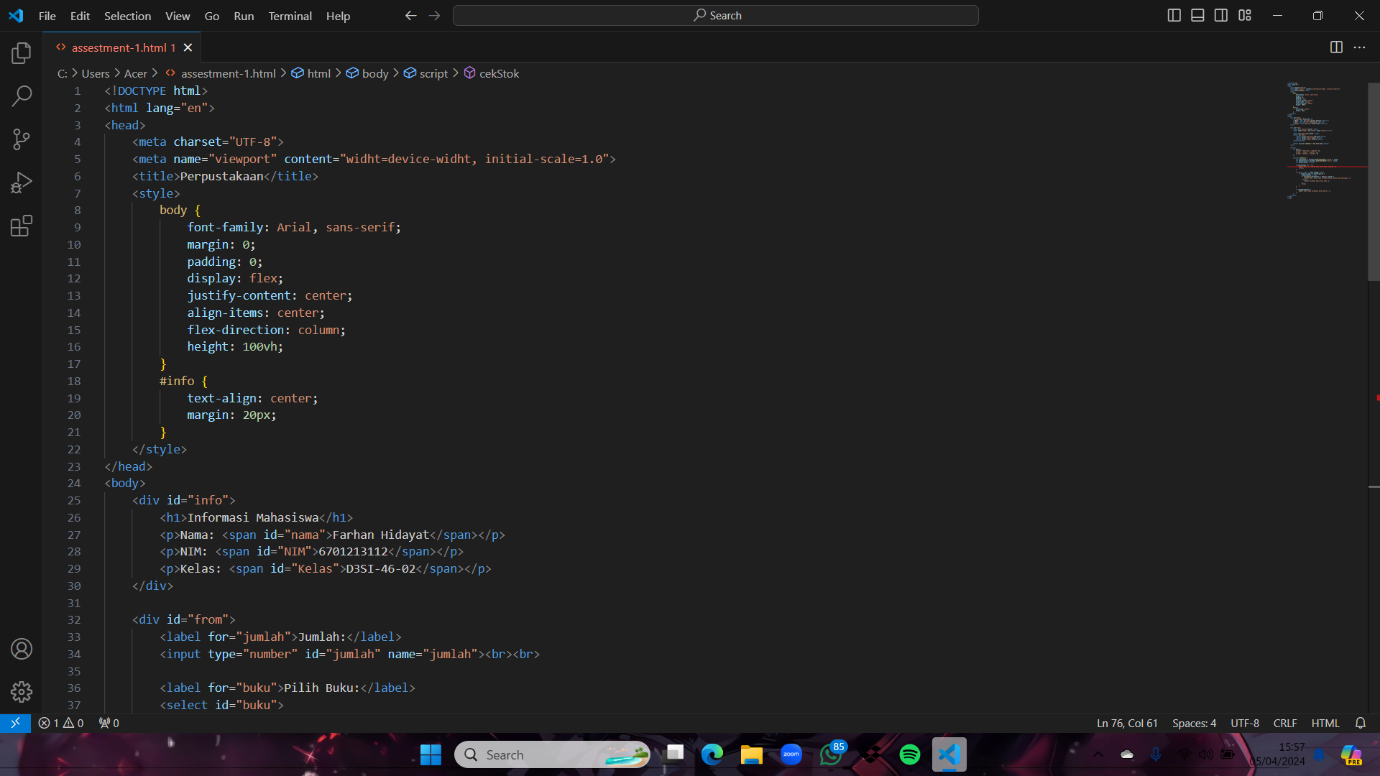 File Edit Selection View Go Run Terminal Help Search
assestment-1.html 1
C: > Users > Acer > assestment-1.html > html > body > script > cekStok
1 <!DOCTYPE html>
2 <html lang="en">
3 <head>
4 <meta charset="UTF-8">
5 <meta name="viewport" content="widht=device-widht, initial-scale=1.0">
6 <title>Perpustakaan</title>
7 <style>
8 body {
9 font-family: Arial, sans-serif;
10 margin: 0;
11 padding: 0;
12 display: flex;
13 justify-content: center;
14 align-items: center;
15 flex-direction: column;
16 height: 100vh;
17 }
18 #info {
19 text-align: center;
20 margin: 20px;
21 }
22 </style>
23 </head>
24 <body>
25 <div id="info">
26 <h1>Informasi Mahasiswa</h1>
27 <p>Nama: <span id="nama">Farhan Hidayat</span></p>
28 <p>NIM: <span id="NIM">6701213112</span></p>
29 <p>Kelas: <span id="Kelas">D3SI-46-02</span></p>
30 </div>
31
32 <div id="from">
33 <label for="jumlah">Jumlah:</label>
34 <input type="number" id="jumlah" name="jumlah"><br><br>
35
36 <label for="buku">Pilih Buku:</label>
37 <select id="buku">
1 0 0 Ln 76, Col 61 Spaces: 4 UTF-8 CRLF HTML
Search zoom 85 15:57 PRE
05/04/2024